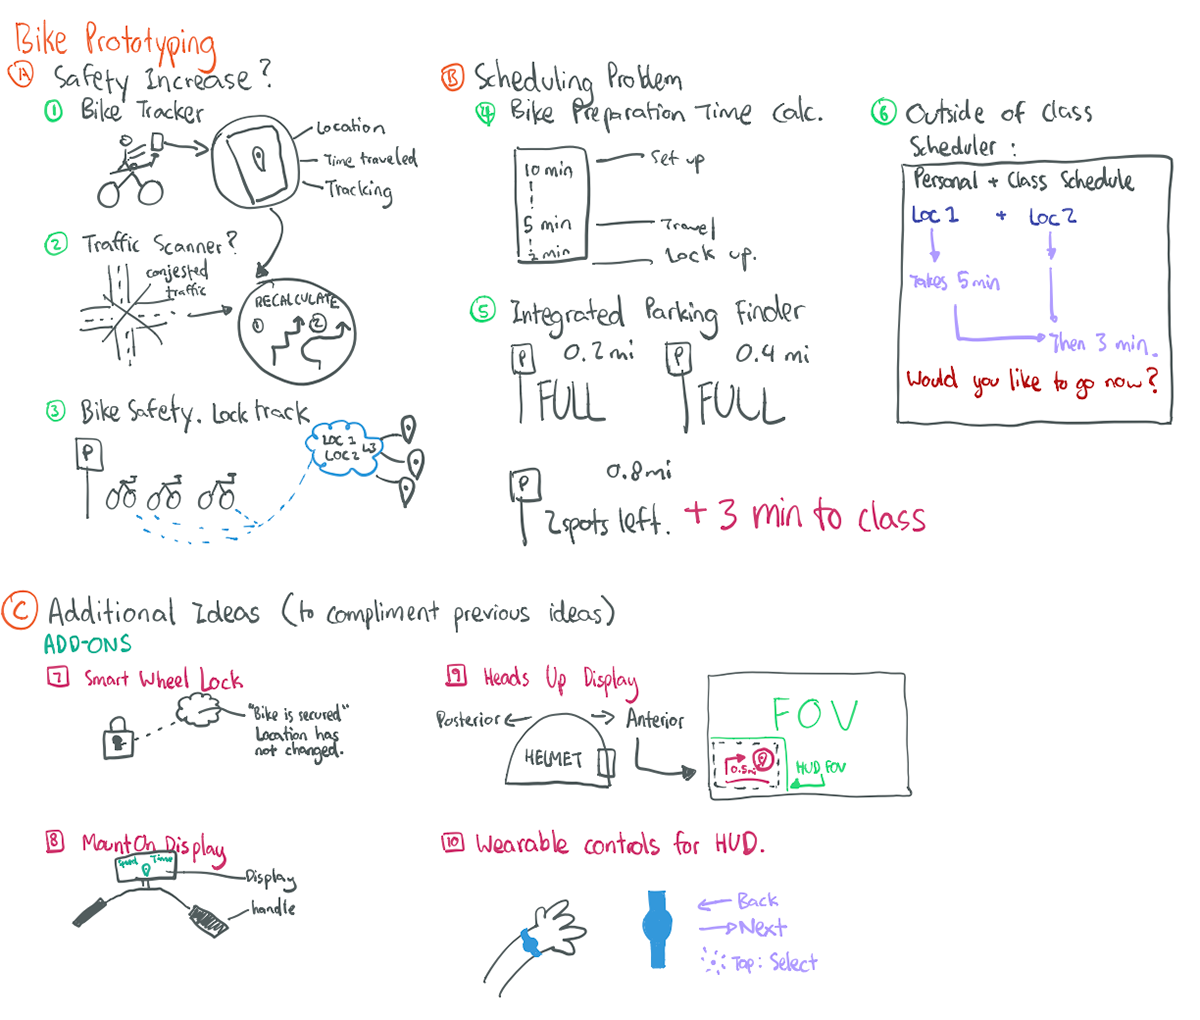 Bike Prototyping
A Safety Increase?
1 Bike Tracker
Location
Time traveled
Tracking
2 Traffic Scanner?
conjested
traffic
RECALCULATE
1 2
3 Bike Safety. Lock track
P
LOC 1
LOC 2 L3
B Scheduling Problem
4 Bike Preparation Time Calc.
10 min
Set up
5 min
Travel
2 min
Lock up.
5 Integrated Parking Finder
P 0.2 mi
FULL
P 0.4 mi
FULL
P 0.8mi
2 spots left. + 3 min to class
6 Outside of class
Scheduler :
Personal + Class Schedule
Loc 1 + Loc 2
Takes 5 min
Then 3 min.
Would you like to go now?
C Additional Ideas (to compliment previous ideas)
ADD-ONS
7 Smart Wheel Lock
"Bike is secured"
Location has
not changed.
8 Mount On Display
Speed Time
Display
handle
9 Heads Up Display
Posterior
Anterior
HELMET
FOV
0.5mi
HUD FOV
10 Wearable controls for HUD.
Back
Next
Tap: Select